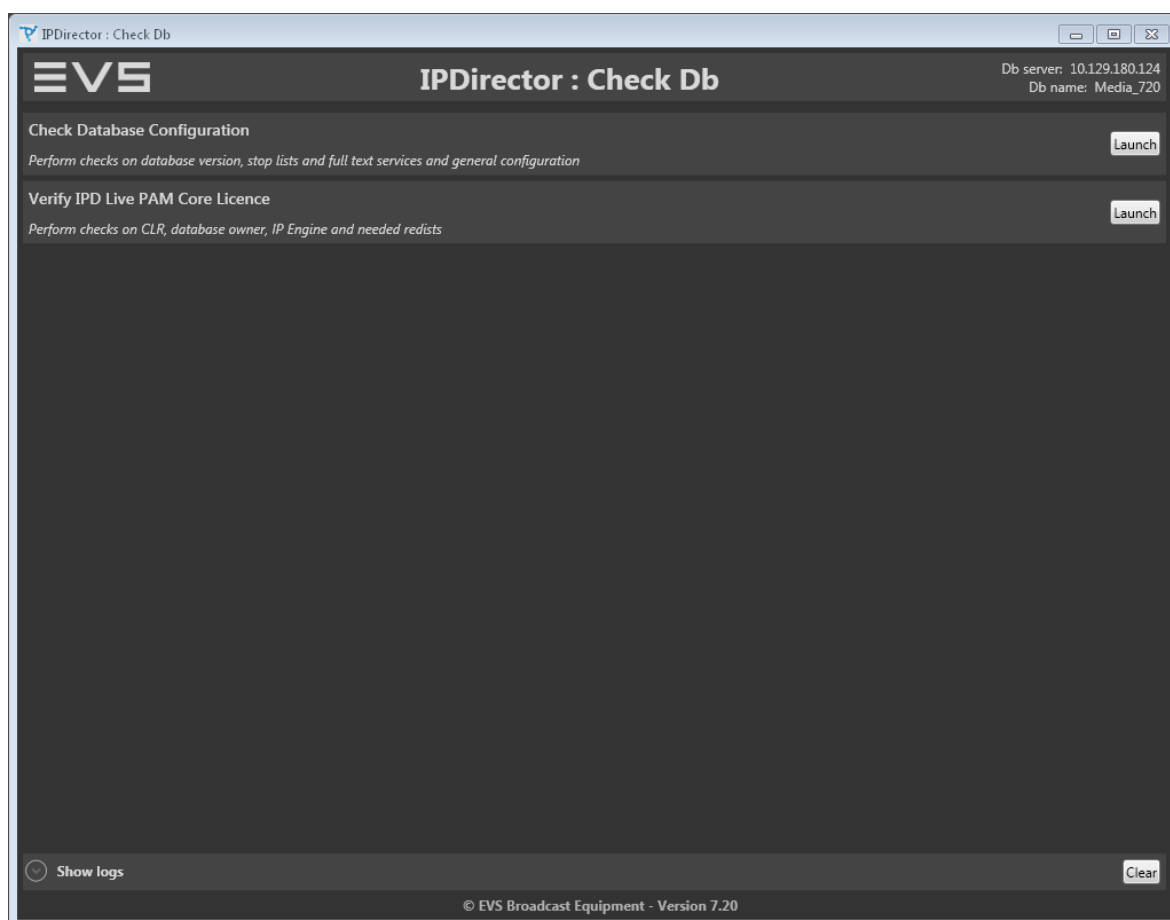 IPDirector : Check Db
EVS
IPDirector : Check Db
Db server: 10.129.180.124
Db name: Media_720
Check Database Configuration
Launch
Perform checks on database version, stop lists and full text services and general configuration
Verify IPD Live PAM Core Licence
Launch
Perform checks on CLR, database owner, IP Engine and needed redists
Show logs
Clear
© EVS Broadcast Equipment - Version 7.20